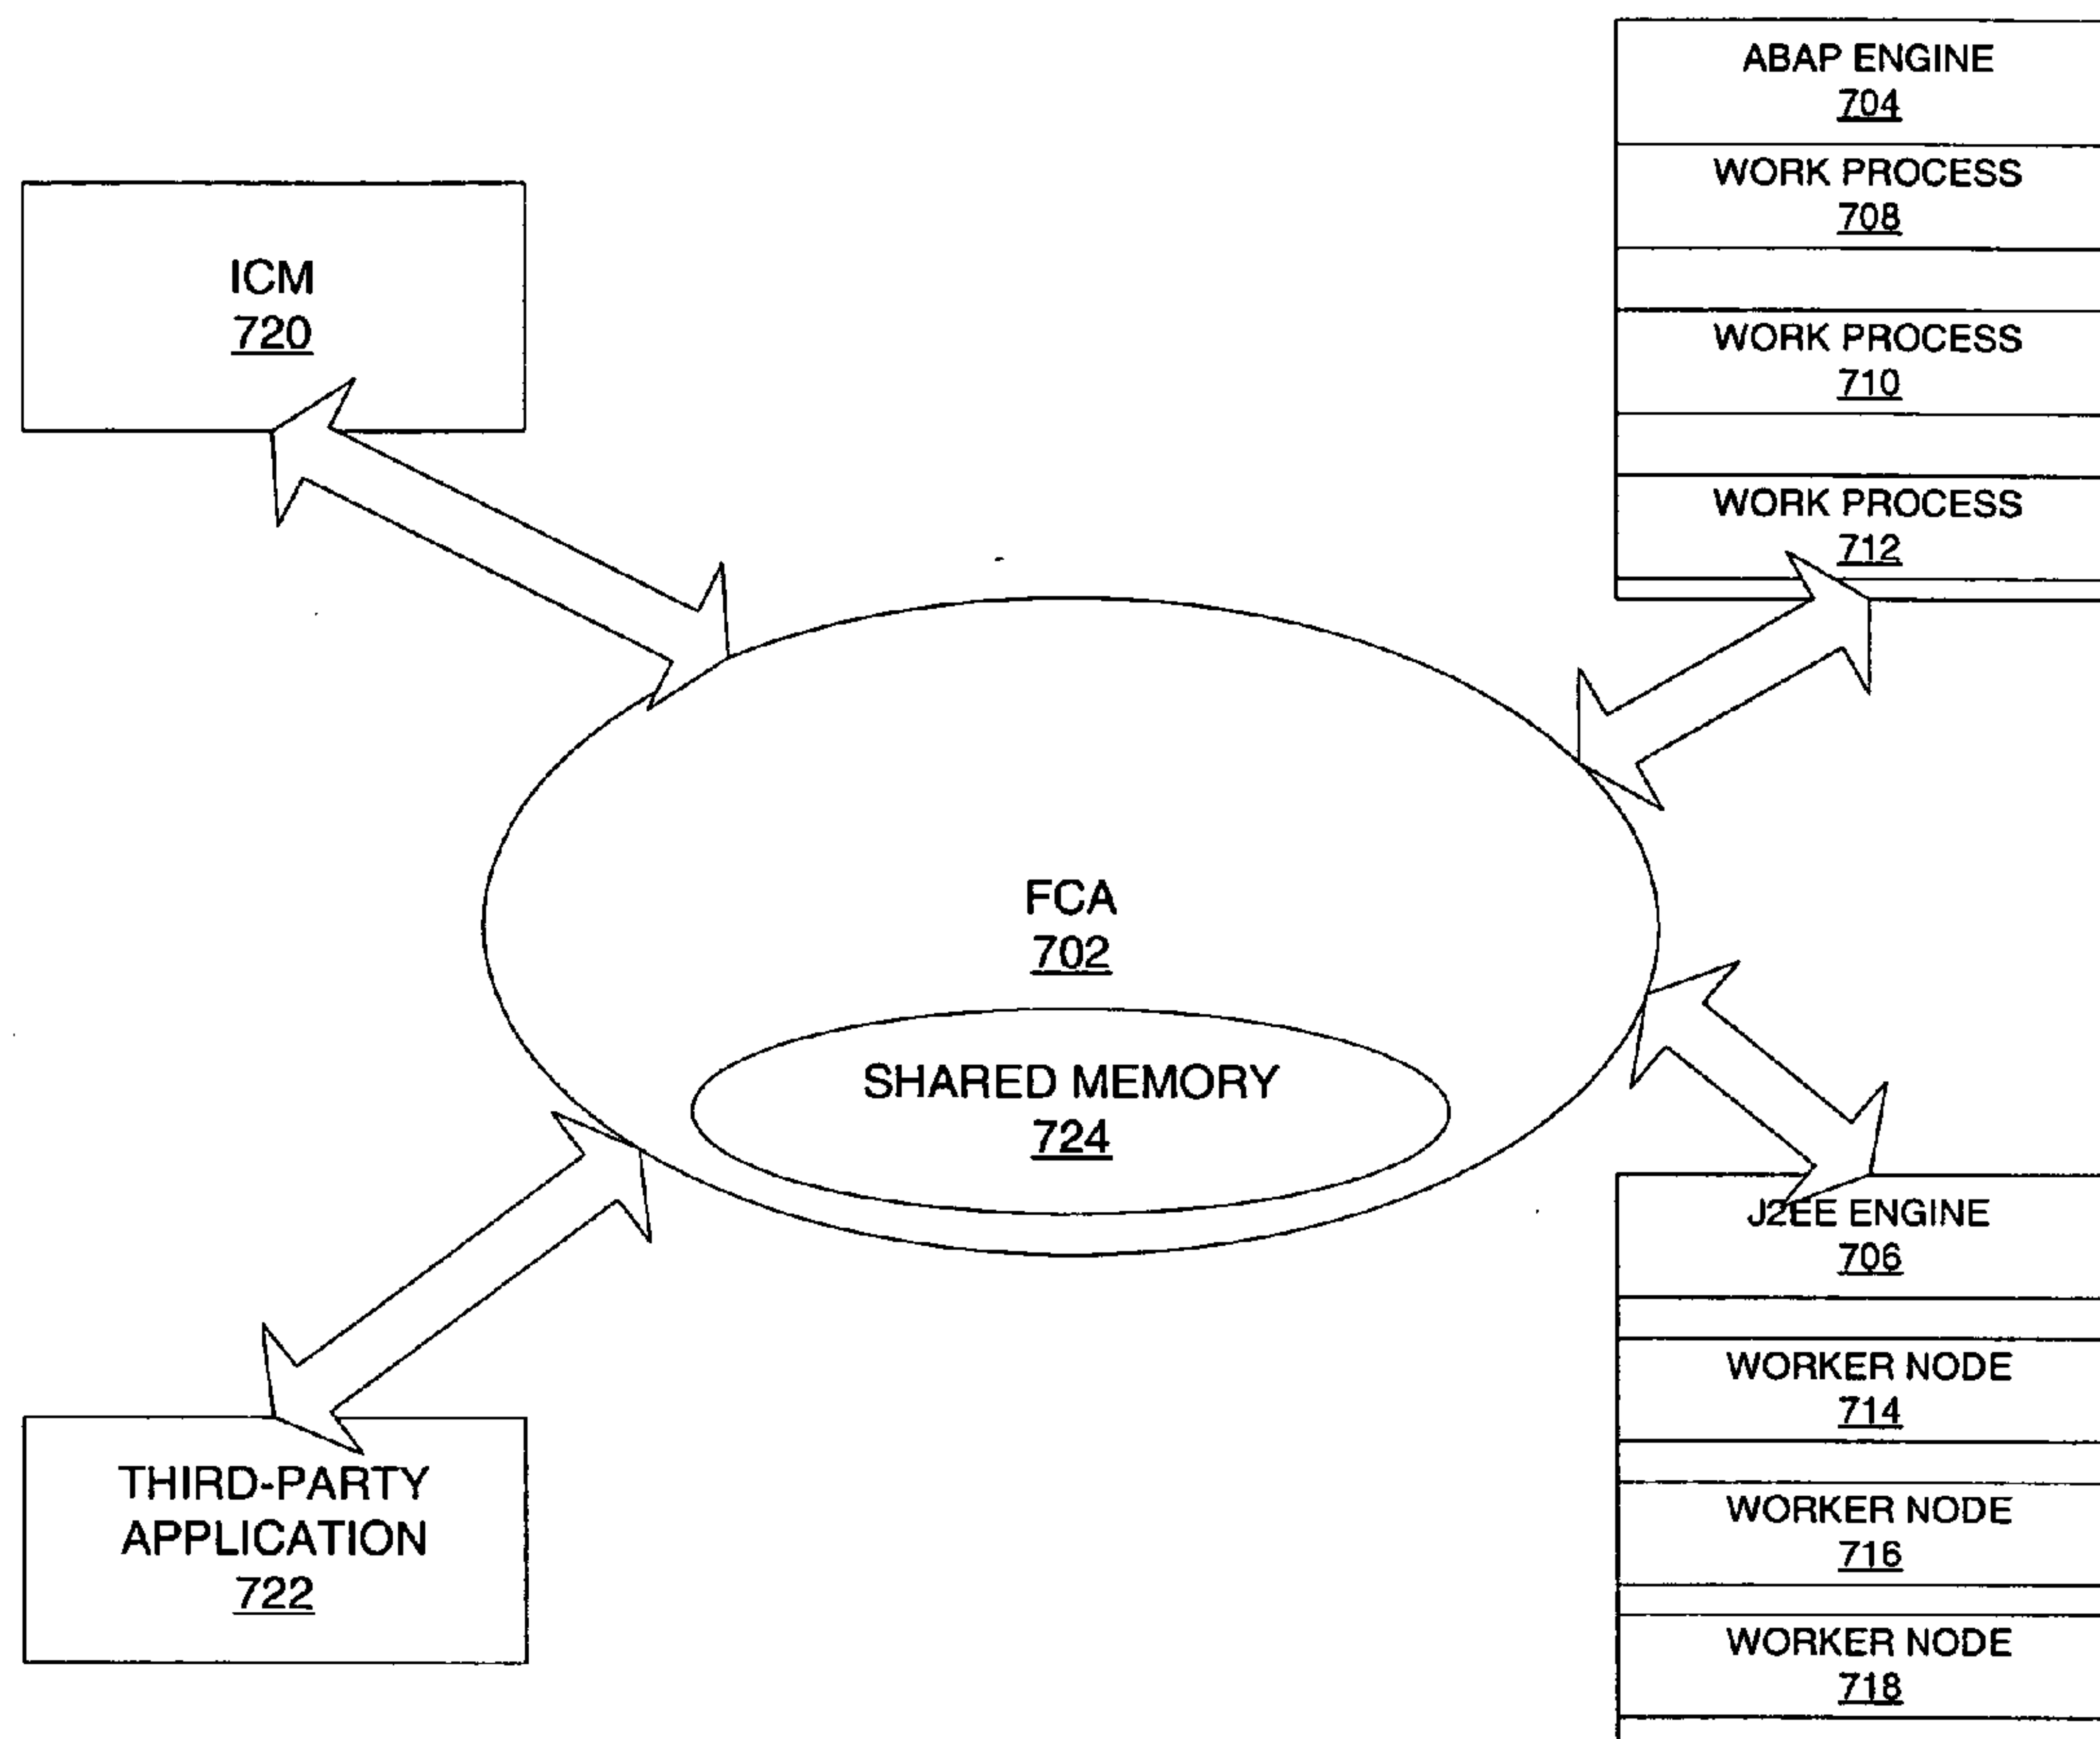 ICM
720
ABAP ENGINE
704
WORK PROCESS
708
WORK PROCESS
710
WORK PROCESS
712
FCA
702
SHARED MEMORY
724
THIRD-PARTY
APPLICATION
722
J2EE ENGINE
706
WORKER NODE
714
WORKER NODE
716
WORKER NODE
718